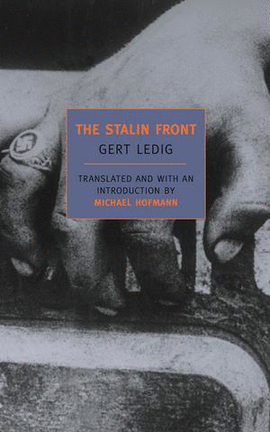 THE STALIN FRONT
GERT LEDIG
TRANSLATED AND WITH AN
INTRODUCTION BY
MICHAEL HOFMANN